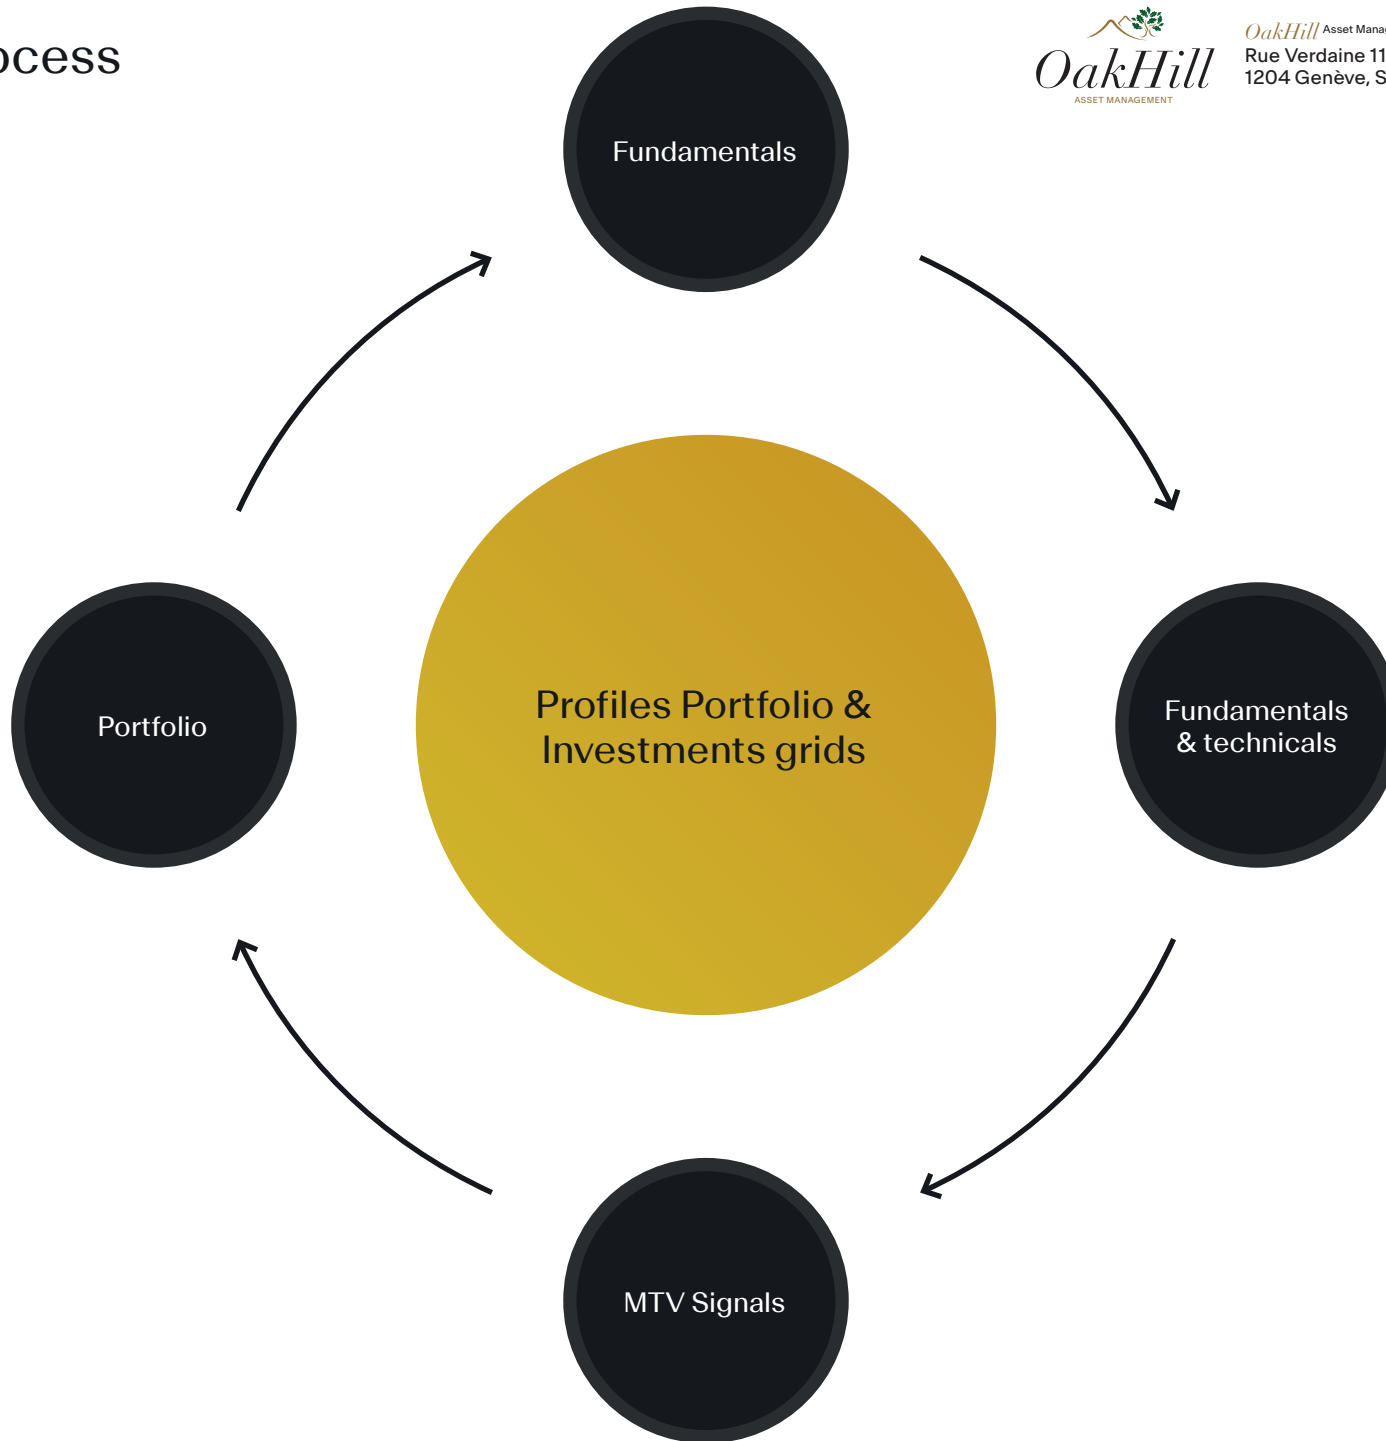 ocess
OakHill
ASSET MANAGEMENT
OakHill Asset Mana
Rue Verdaine 11
1204 Genève, S
Fundamentals
Portfolio
Profiles Portfolio &
Investments grids
Fundamentals
& technicals
MTV Signals